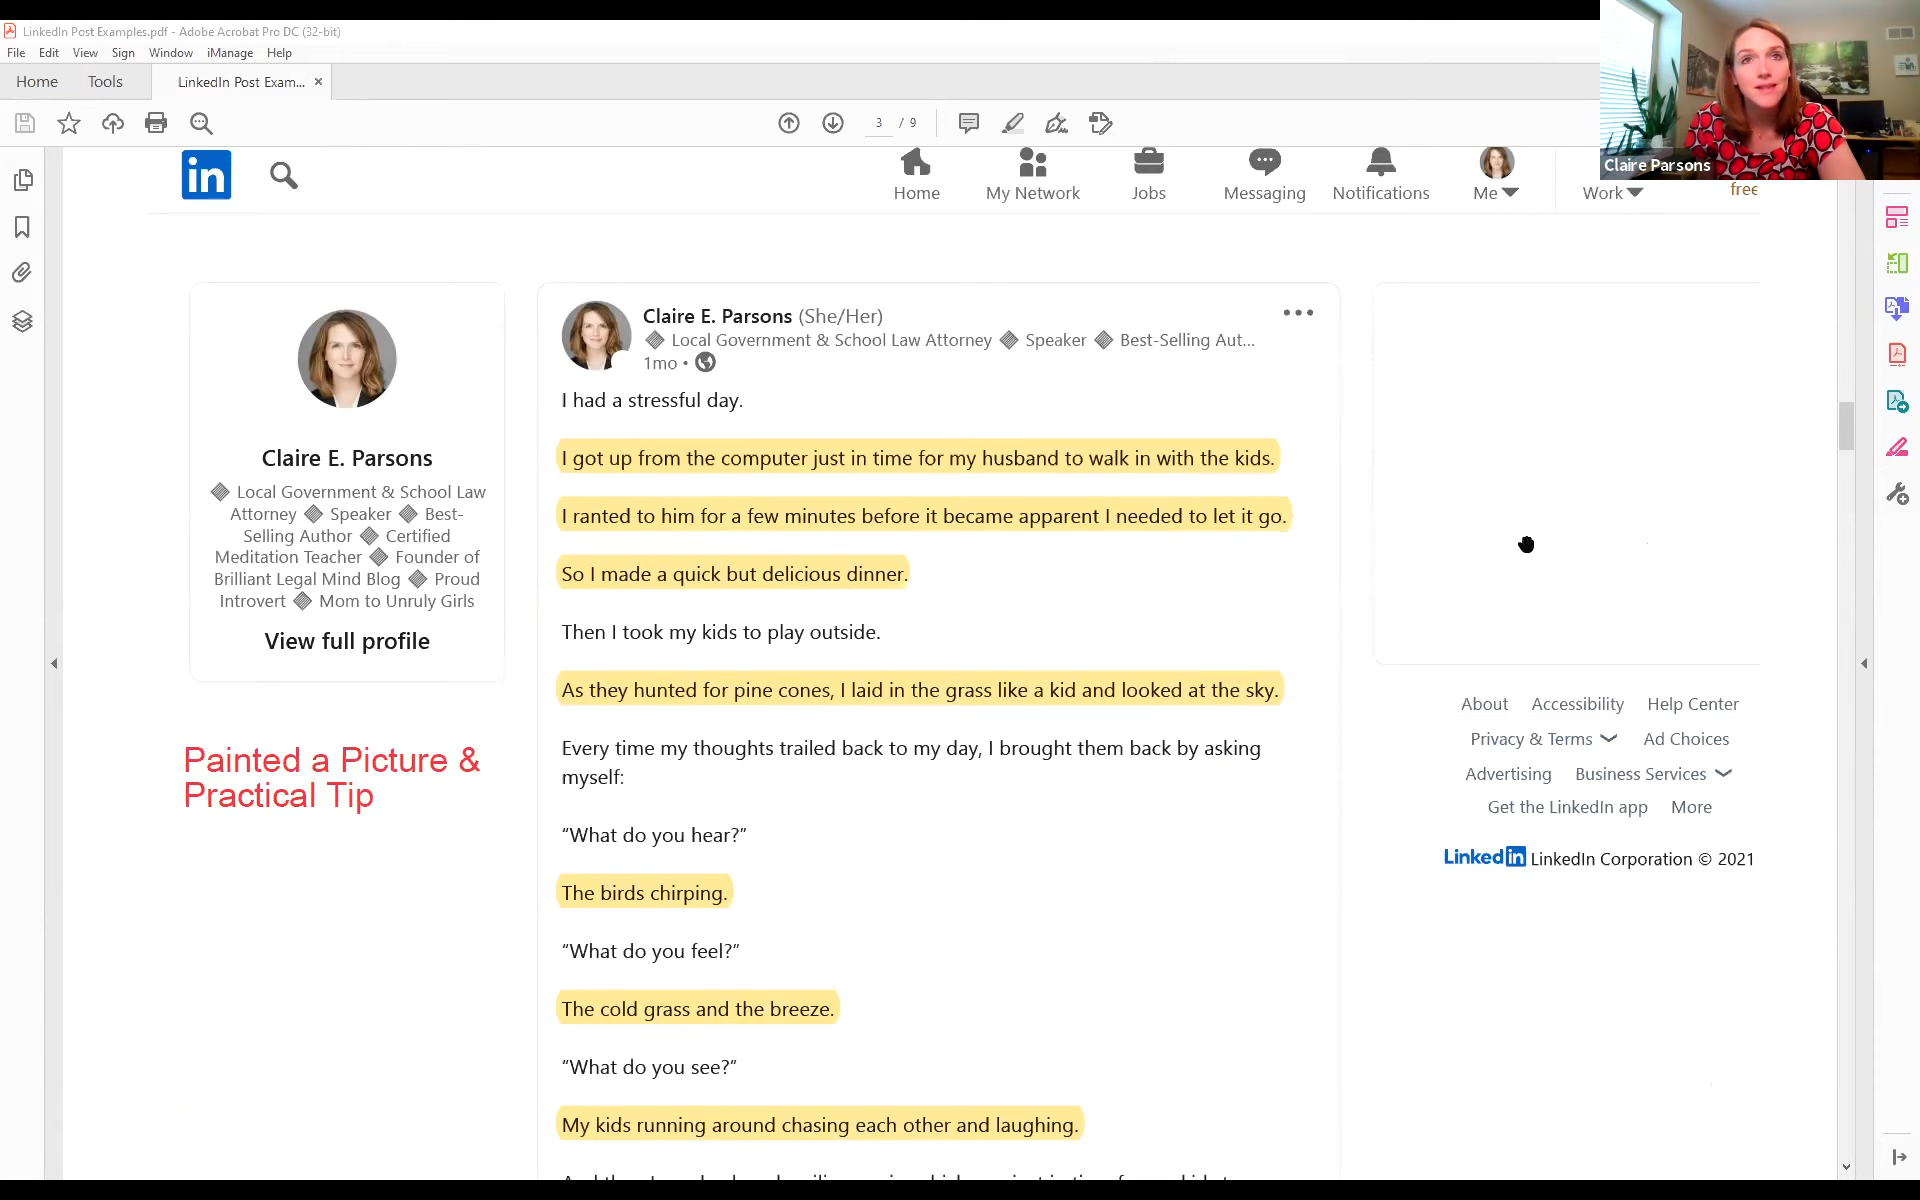 LinkedIn Post Examples.pdf - Adobe Acrobat Pro DC (32-bit)
File Edit View Sign Window iManage Help
Home Tools LinkedIn Post Exam... ×
3 / 9
Claire Parsons
in
Home My Network Jobs Messaging Notifications Me Work free
Claire E. Parsons
Local Government & School Law
Attorney Speaker Best-
Selling Author Certified
Meditation Teacher Founder of
Brilliant Legal Mind Blog Proud
Introvert Mom to Unruly Girls
View full profile
Painted a Picture &
Practical Tip
Claire E. Parsons (She/Her)
Local Government & School Law Attorney Speaker Best-Selling Aut...
1mo •
I had a stressful day.
I got up from the computer just in time for my husband to walk in with the kids.
I ranted to him for a few minutes before it became apparent I needed to let it go.
So I made a quick but delicious dinner.
Then I took my kids to play outside.
As they hunted for pine cones, I laid in the grass like a kid and looked at the sky.
Every time my thoughts trailed back to my day, I brought them back by asking
myself:
“What do you hear?”
The birds chirping.
“What do you feel?”
The cold grass and the breeze.
“What do you see?”
My kids running around chasing each other and laughing.
About Accessibility Help Center
Privacy & Terms Ad Choices
Advertising Business Services
Get the LinkedIn app More
LinkedIn LinkedIn Corporation © 2021